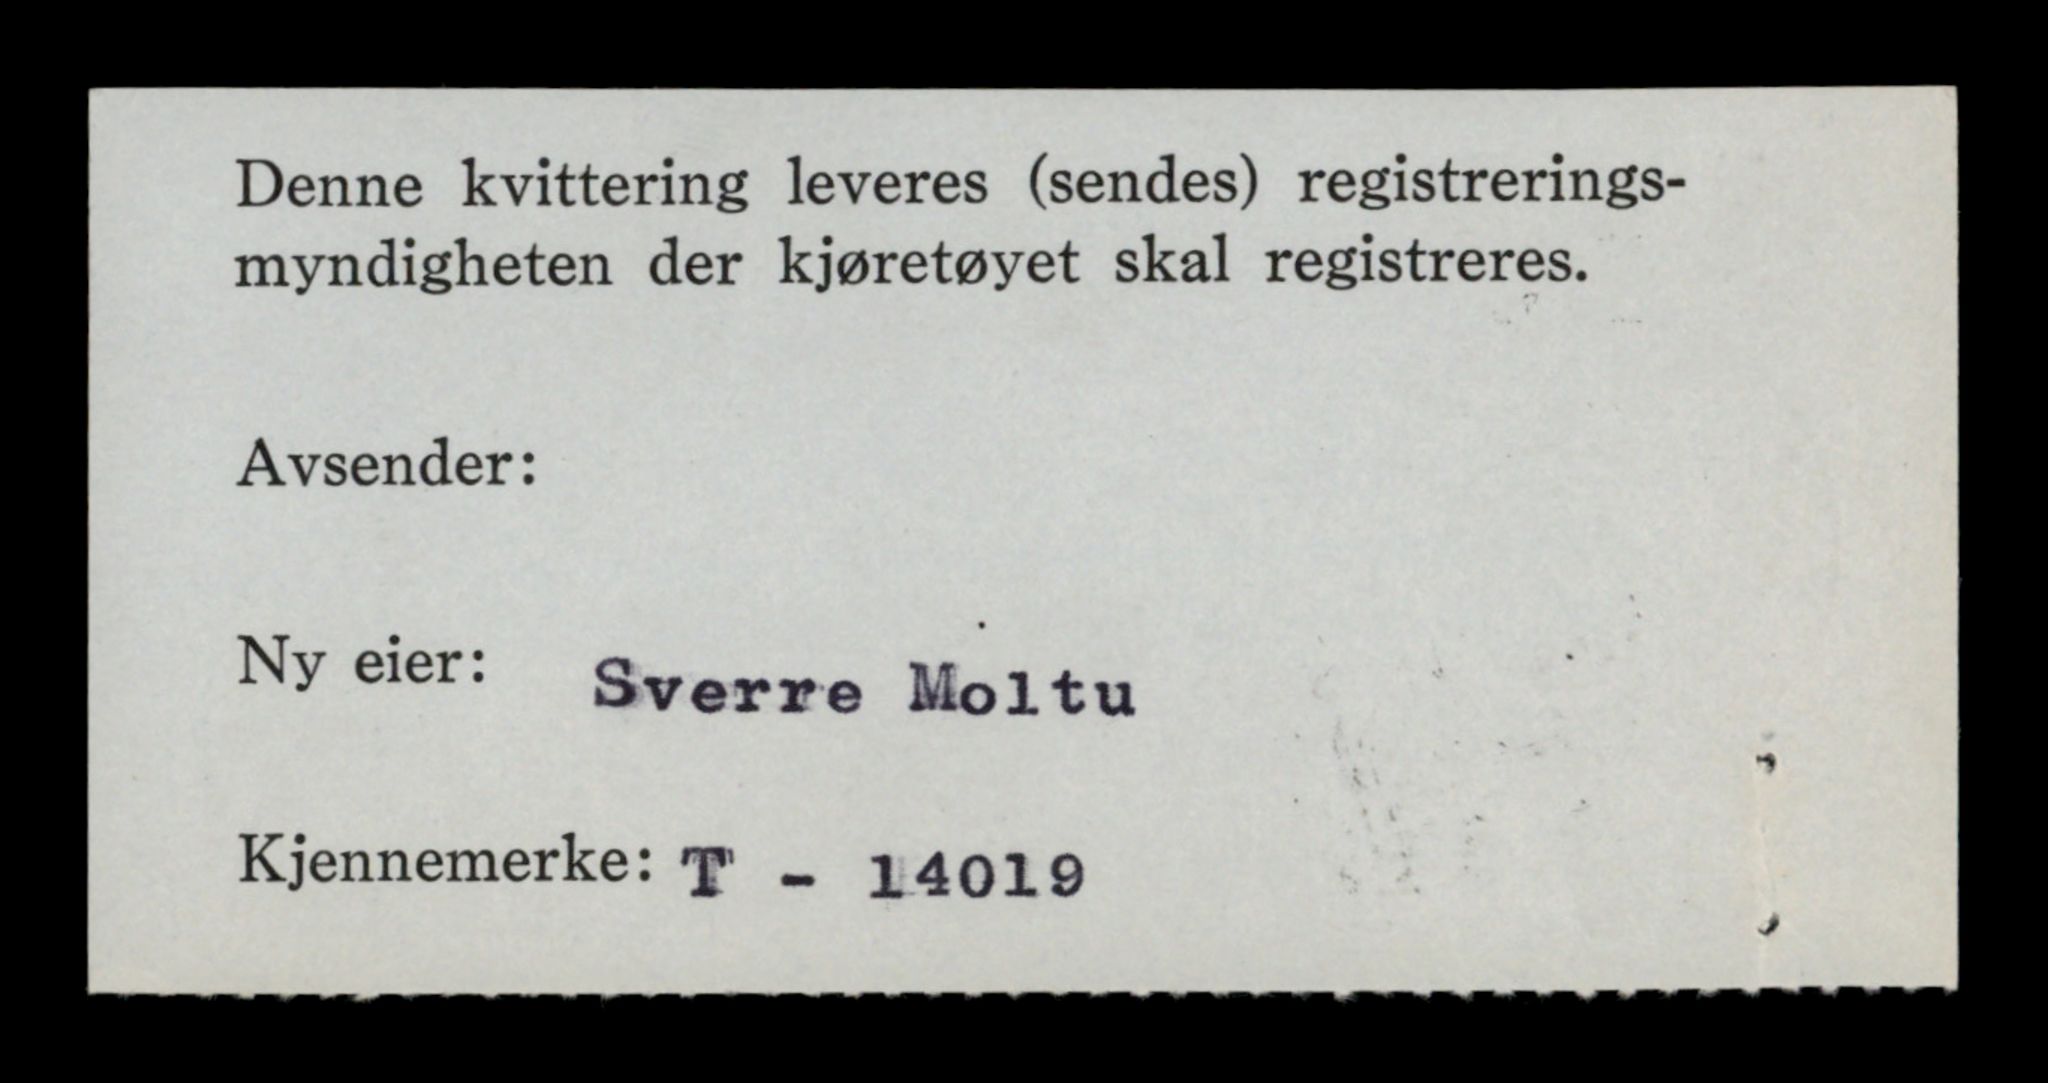 Denne kvittering leveres (sendes) registrerings-
myndigheten der kjøretøyet skal registreres.
Avsender:
Ny eier: Sverre Moltu
Kjennemerke: T - 14019